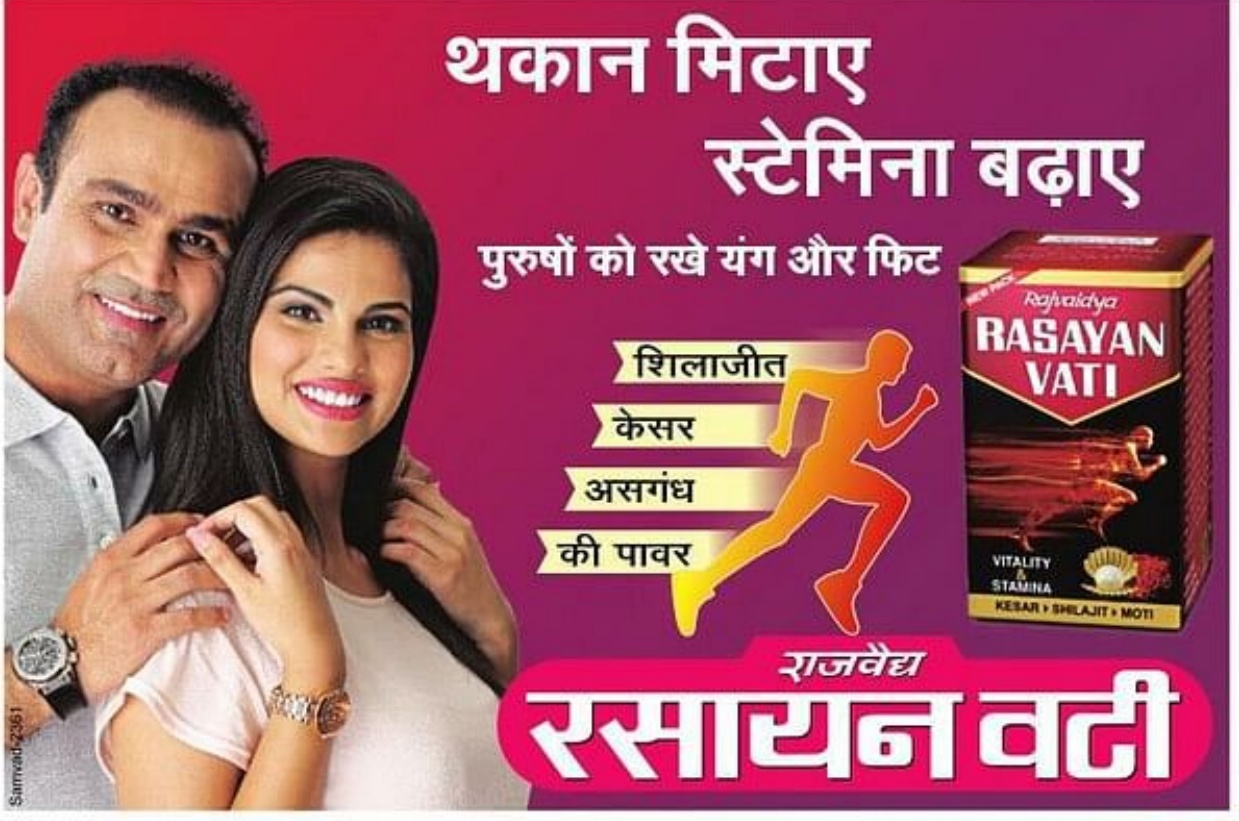 थकान मिटाए
स्टेमिना बढ़ाए
पुरुषों को रखे यंग और फिट
शिलाजीत
केसर
असगंध
की पावर
NEW PACK
Rajvaidya
RASAYAN
VATI
VITALITY
&
STAMINA
KESAR › SHILAJIT › MOTI
राजवैद्य
रसायन वटी
Samvad-2361